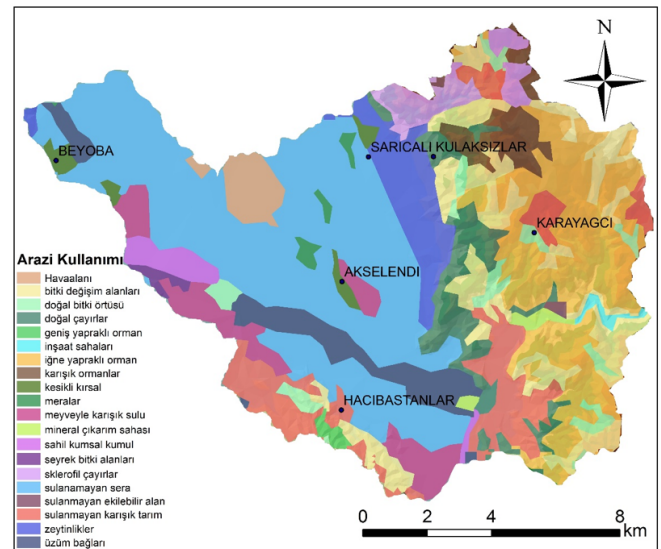 N
BEYOBA
SARICALI KULAKSIZLAR
KARAYAGCI
AKSELENDI
HACIBASTANLAR
Arazi Kullanımı
Havaalanı
bitki değişim alanları
doğal bitki örtüsü
doğal çayırlar
geniş yapraklı orman
inşaat sahaları
iğne yapraklı orman
karışık ormanlar
kesikli kırsal
meralar
meyveyle karışık sulu
mineral çıkarım sahası
sahil kumsal kumul
seyrek bitki alanları
sklerofil çayırlar
sulanamayan sera
sulanmayan ekilebilir alan
sulanmayan karışık tarım
zeytinlikler
üzüm bağları
0 2 4 8
km